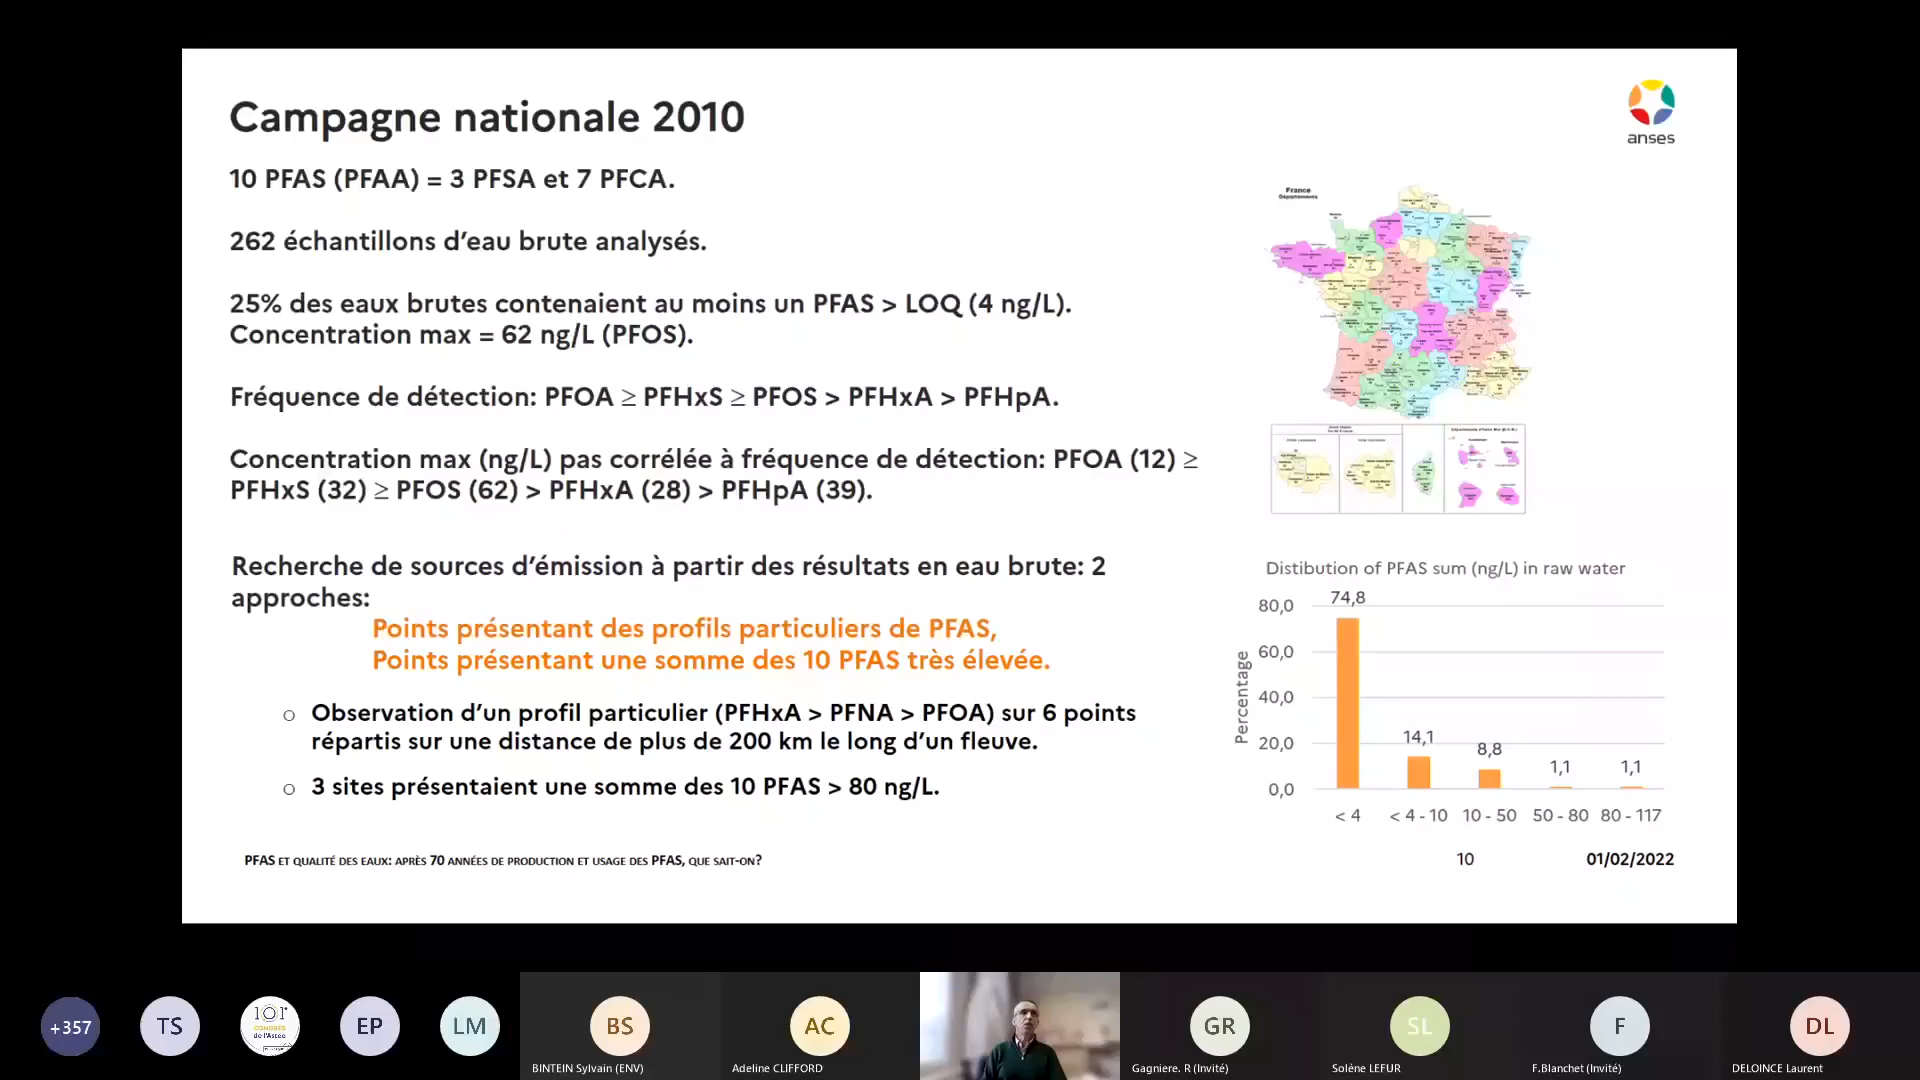 Campagne nationale 2010
anses
10 PFAS (PFAA) = 3 PFSA et 7 PFCA.
262 échantillons d’eau brute analysés.
25% des eaux brutes contenaient au moins un PFAS > LOQ (4 ng/L).
Concentration max = 62 ng/L (PFOS).
Fréquence de détection: PFOA ≥ PFHxS ≥ PFOS > PFHxA > PFHpA.
Concentration max (ng/L) pas corrélée à fréquence de détection: PFOA (12) ≥
PFHxS (32) ≥ PFOS (62) > PFHxA (28) > PFHpA (39).
France
Départements
Recherche de sources d’émission à partir des résultats en eau brute: 2
approches:
Points présentant des profils particuliers de PFAS,
Points présentant une somme des 10 PFAS très élevée.
o Observation d’un profil particulier (PFHxA > PFNA > PFOA) sur 6 points
répartis sur une distance de plus de 200 km le long d’un fleuve.
o 3 sites présentaient une somme des 10 PFAS > 80 ng/L.
Distibution of PFAS sum (ng/L) in raw water
Percentage
80,0
60,0
40,0
20,0
0,0
74,8
14,1
8,8
1,1
1,1
< 4
< 4 - 10
10 - 50
50 - 80
80 - 117
PFAS ET QUALITÉ DES EAUX: APRÈS 70 ANNÉES DE PRODUCTION ET USAGE DES PFAS, QUE SAIT-ON?
10
01/02/2022
+357
TS
101e
CONGRÈS
de l'Astee
EP
LM
BS
BINTEIN Sylvain (ENV)
AC
Adeline CLIFFORD
GR
Gagniere. R (Invité)
SL
Solène LEFUR
F
F.Blanchet (Invité)
DL
DELOINCE Laurent